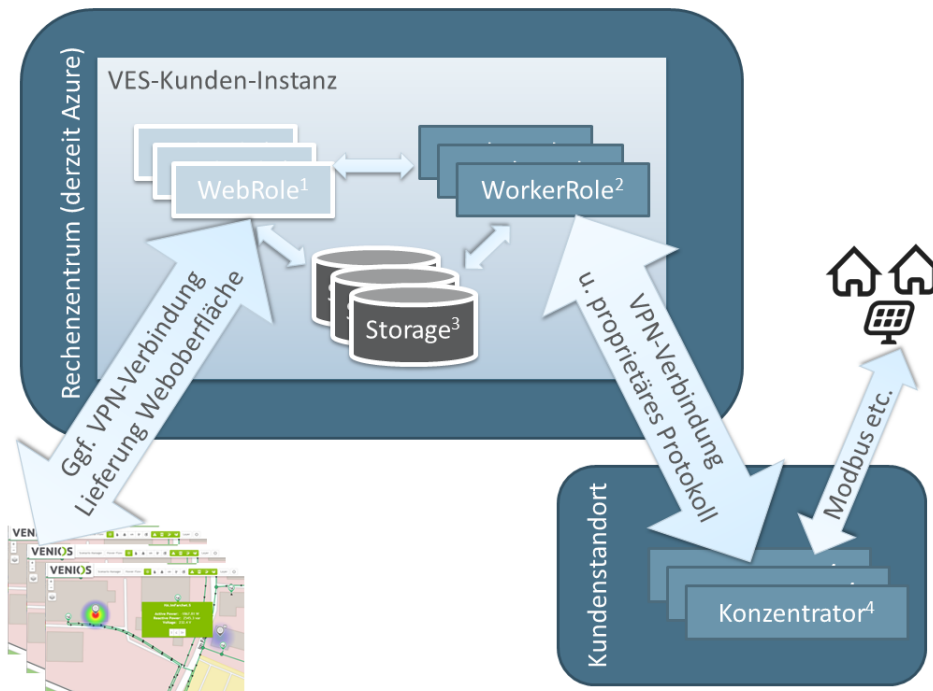 Rechenzentrum (derzeit Azure)
VES-Kunden-Instanz
WebRole¹
WorkerRole²
Storage³
Ggf. VPN-Verbindung
Lieferung Weboberfläche
VPN-Verbindung
u. proprietäres Protokoll
Modbus etc.
Kundenstandort
Konzentrator⁴
VENIOS
VENIOS
VENIOS